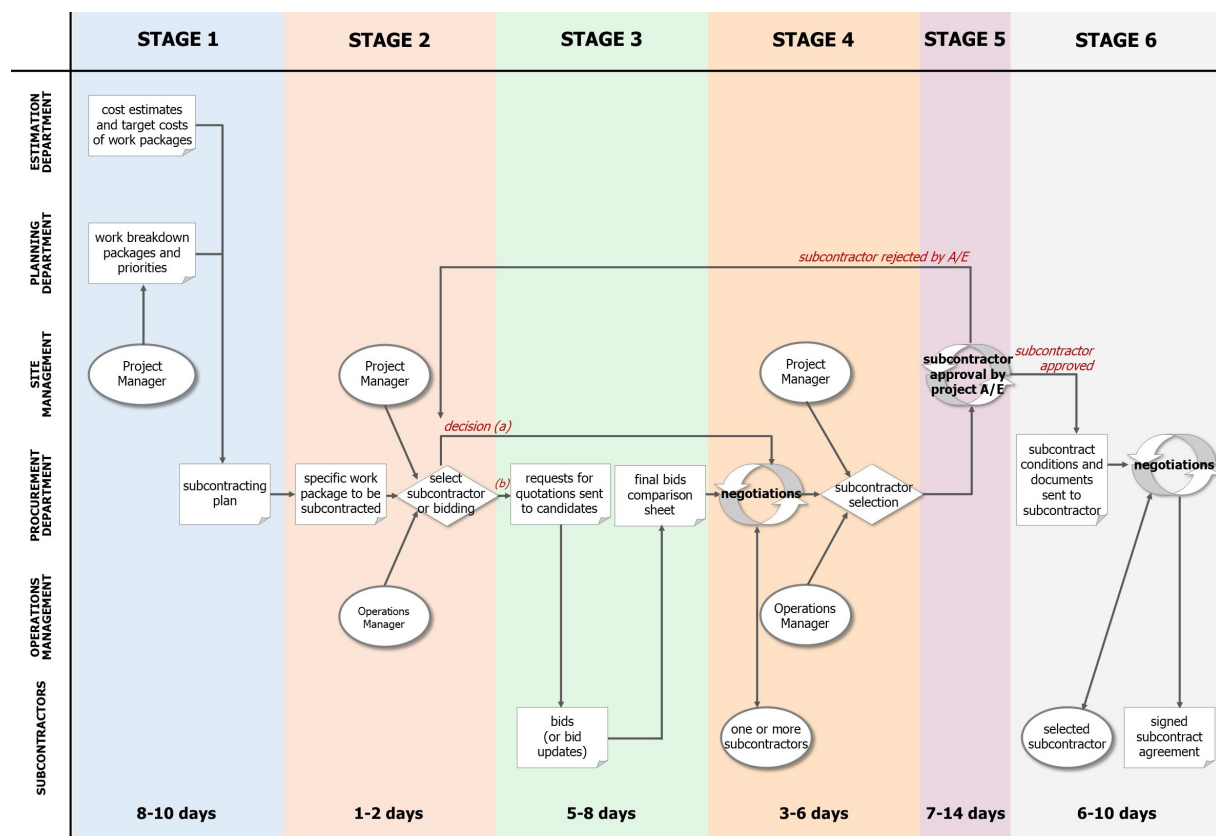 STAGE 1
STAGE 2
STAGE 3
STAGE 4
STAGE 5
STAGE 6
ESTIMATION
DEPARTMENT
cost estimates
and target costs
of work packages
PLANNING
DEPARTMENT
work breakdown
packages and
priorities
subcontractor rejected by A/E
SITE
MANAGEMENT
Project
Manager
Project
Manager
Project
Manager
subcontractor
approval by
project A/E
subcontractor
approved
decision (a)
PROCUREMENT
DEPARTMENT
subcontracting
plan
specific work
package to be
subcontracted
select
subcontractor
or bidding
(b)
requests for
quotations sent
to candidates
final bids
comparison
sheet
negotiations
subcontractor
selection
subcontract
conditions and
documents
sent to
subcontractor
negotiations
OPERATIONS
MANAGEMENT
Operations
Manager
Operations
Manager
SUBCONTRACTORS
bids
(or bid
updates)
one or more
subcontractors
selected
subcontractor
signed
subcontract
agreement
8-10 days
1-2 days
5-8 days
3-6 days
7-14 days
6-10 days